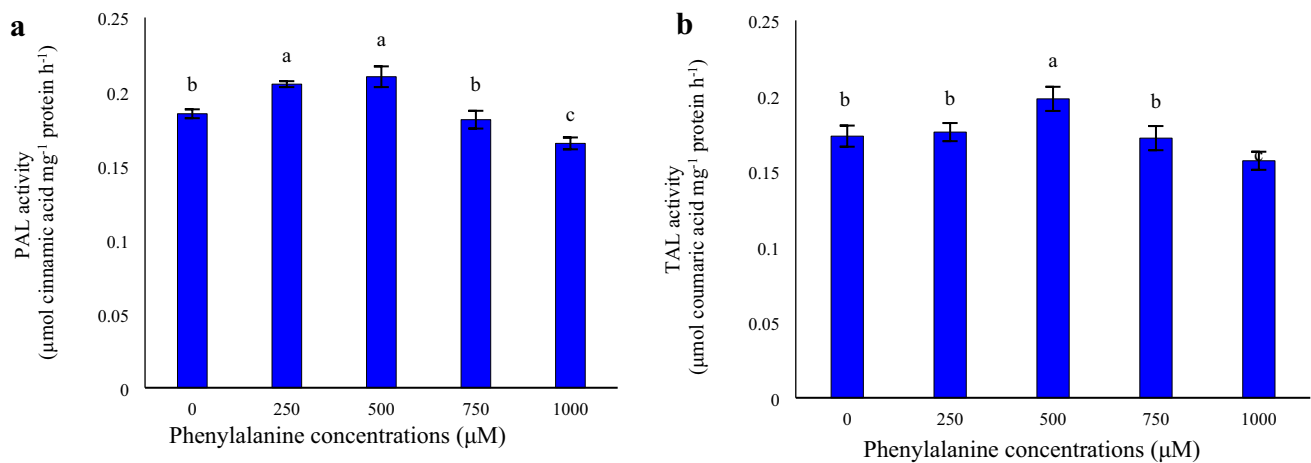 a
PAL activity
(μmol cinnamic acid mg-1 protein h-1)
0.25
0.2
0.15
0.1
0.05
0
b
a
a
b
c
0
250
500
750
1000
Phenylalanine concentrations (μM)
b
TAL activity
(μmol coumaric acid mg-1 protein h-1)
0.25
0.2
0.15
0.1
0.05
0
b
b
a
b
c
0
250
500
750
1000
Phenylalanine concentrations (μM)